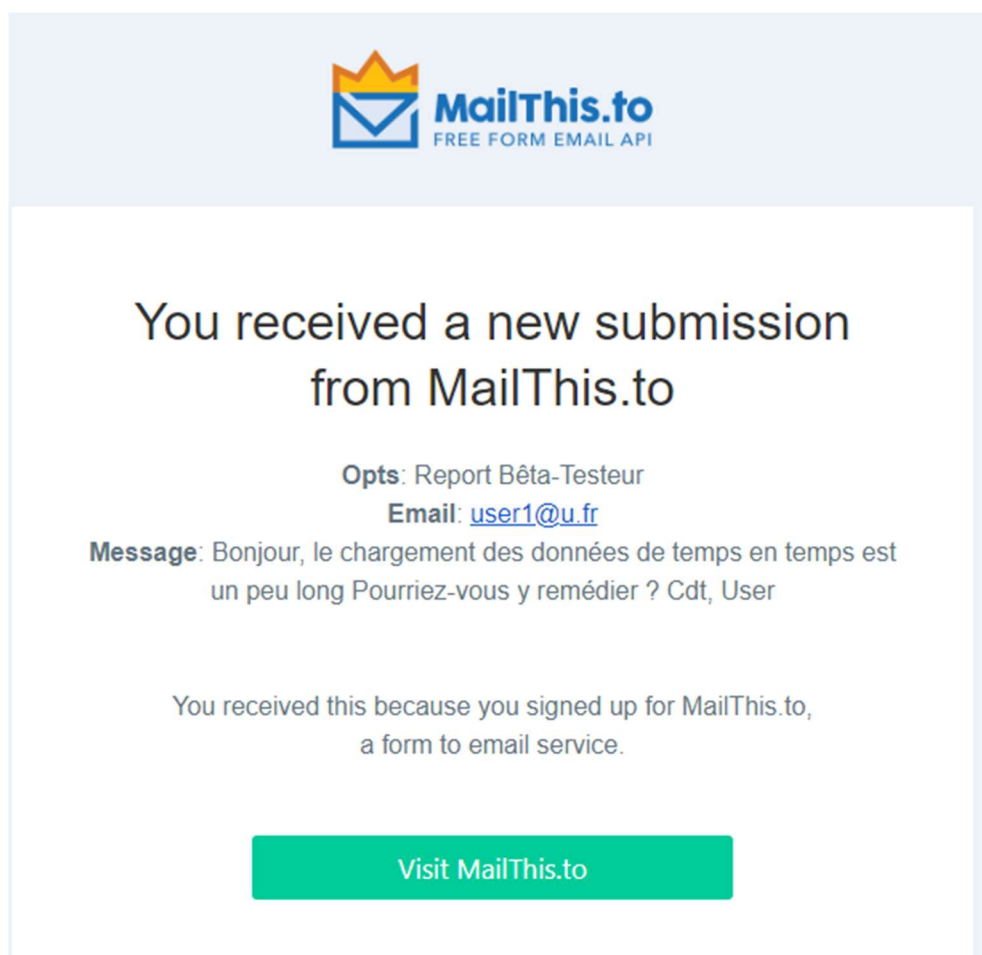 MailThis.to
FREE FORM EMAIL API
You received a new submission
from MailThis.to
Opts: Report Bêta-Testeur
Email: user1@u.fr
Message: Bonjour, le chargement des données de temps en temps est
un peu long Pourriez-vous y remédier ? Cdt, User
You received this because you signed up for MailThis.to,
a form to email service.
Visit MailThis.to